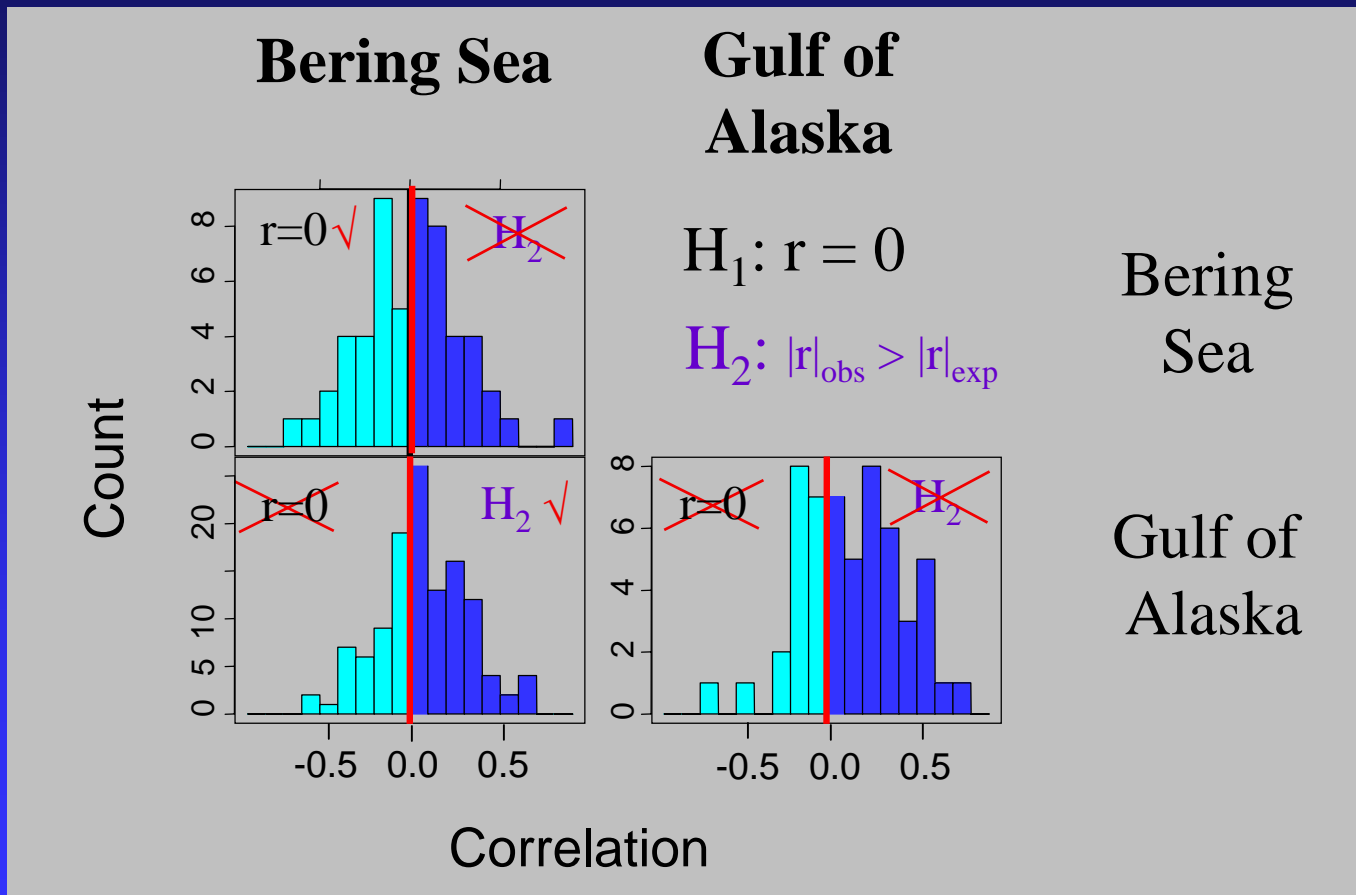 Bering Sea
Gulf of
Alaska
r=0√
H₂
H₁: r = 0
H₂: |r|obs > |r|exp
Bering
Sea
Count
8
6
4
2
0
r=0
H₂ √
20
10
5
0
r=0
H₂
8
6
4
2
0
Gulf of
Alaska
-0.5 0.0 0.5
-0.5 0.0 0.5
Correlation